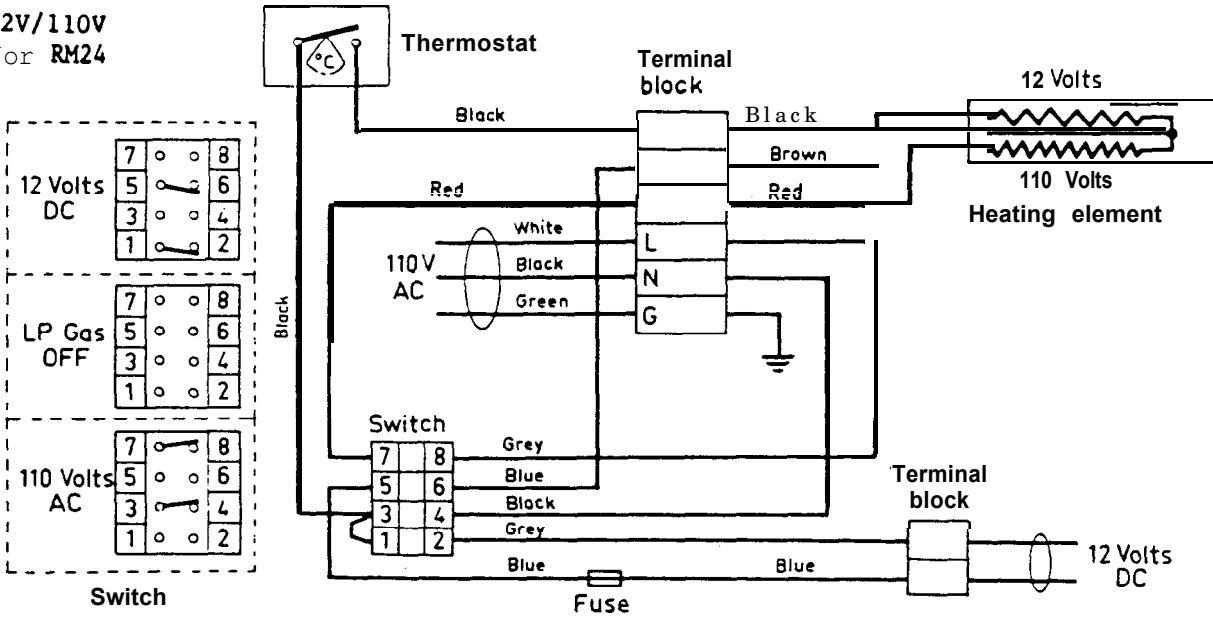 2V/110V
or RM24
Thermostat
°C
Terminal
block
12 Volts
Black
Black
Brown
Red
Red
110 Volts
Heating element
White
L
110V
AC
Black
N
Green
G
Black
12 Volts
DC
7 8
5 6
3 4
1 2
LP Gas
OFF
7 8
5 6
3 4
1 2
110 Volts
AC
7 8
5 6
3 4
1 2
Switch
Switch
7 8
5 6
3 4
1 2
Grey
Blue
Black
Grey
Blue
Blue
Fuse
Terminal
block
12 Volts
DC